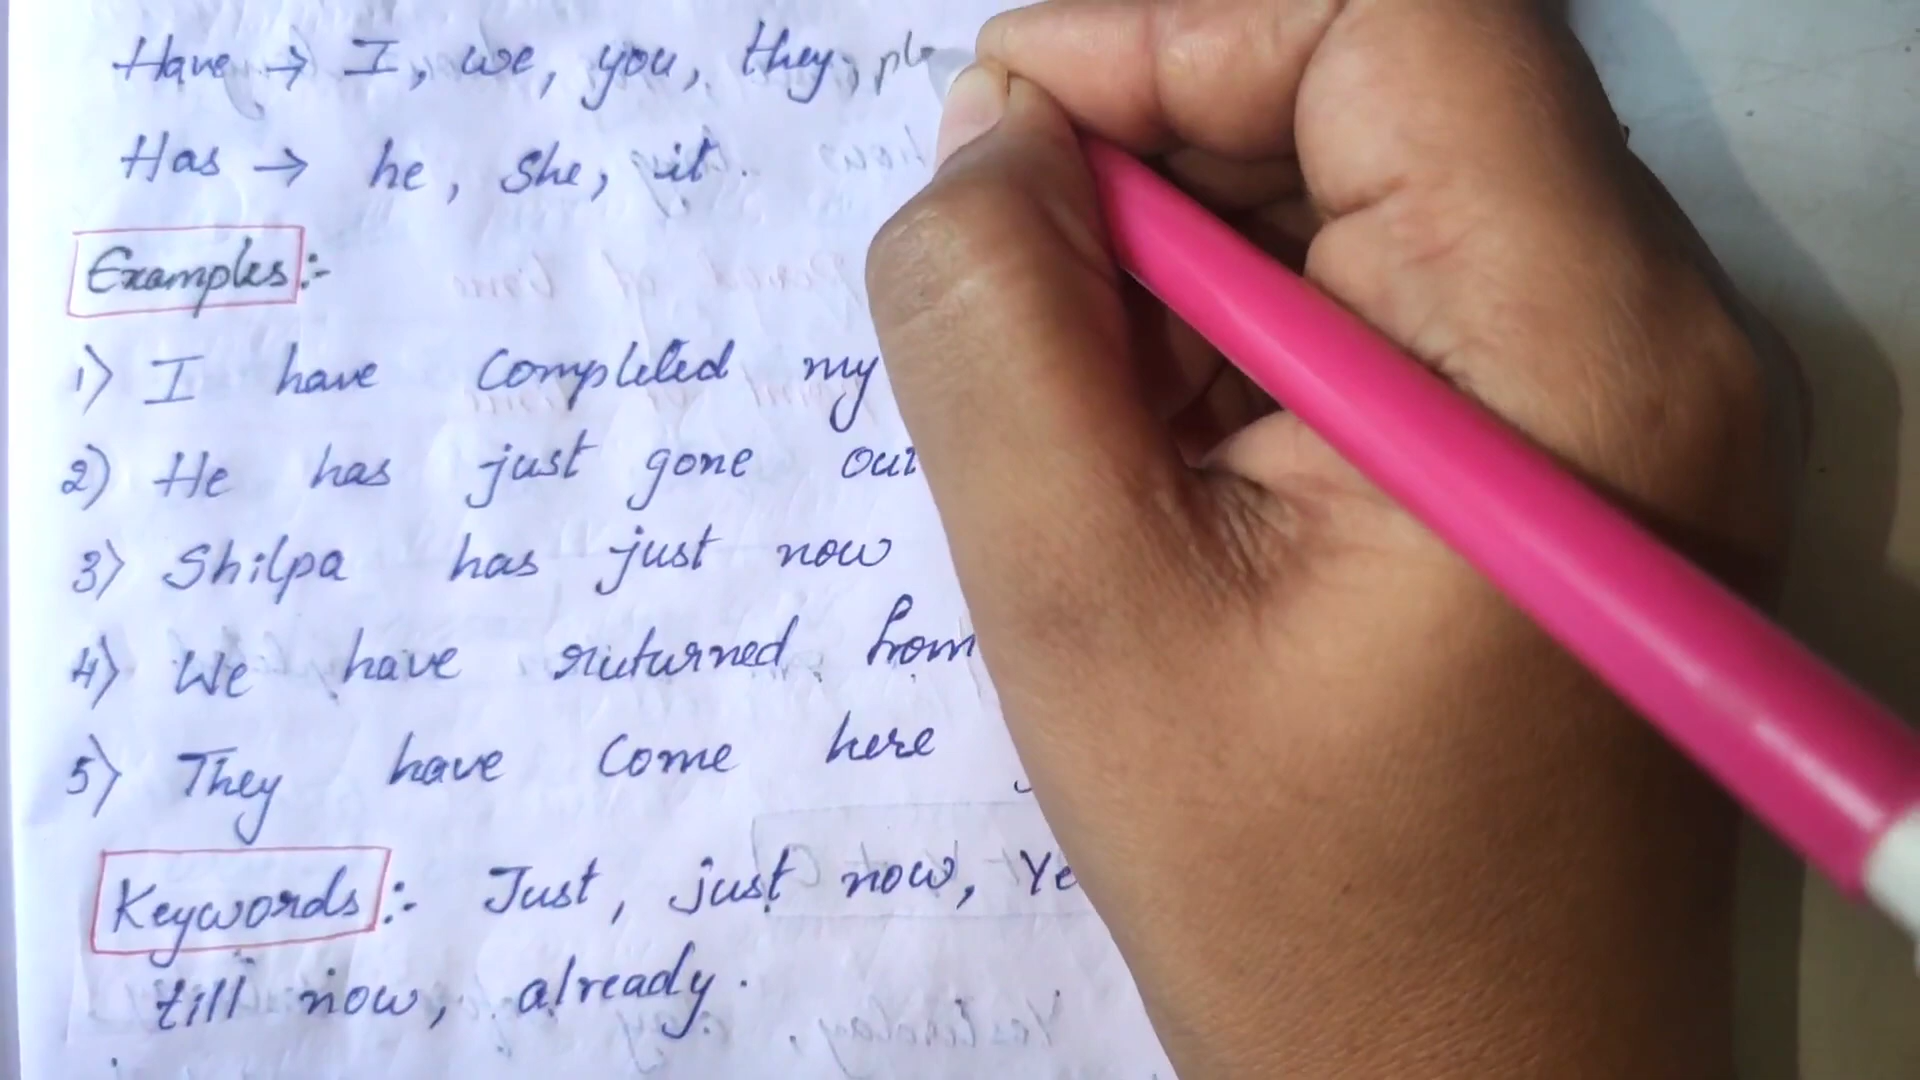 Have → I, we, you, they,
Has → he, she, it.
Examples :-
1) I have Completed my
2) He has just gone out
3) Shilpa has just now
4) We have returned from
5) They have Come here
Keywords :- Just, just now,
till now, already.